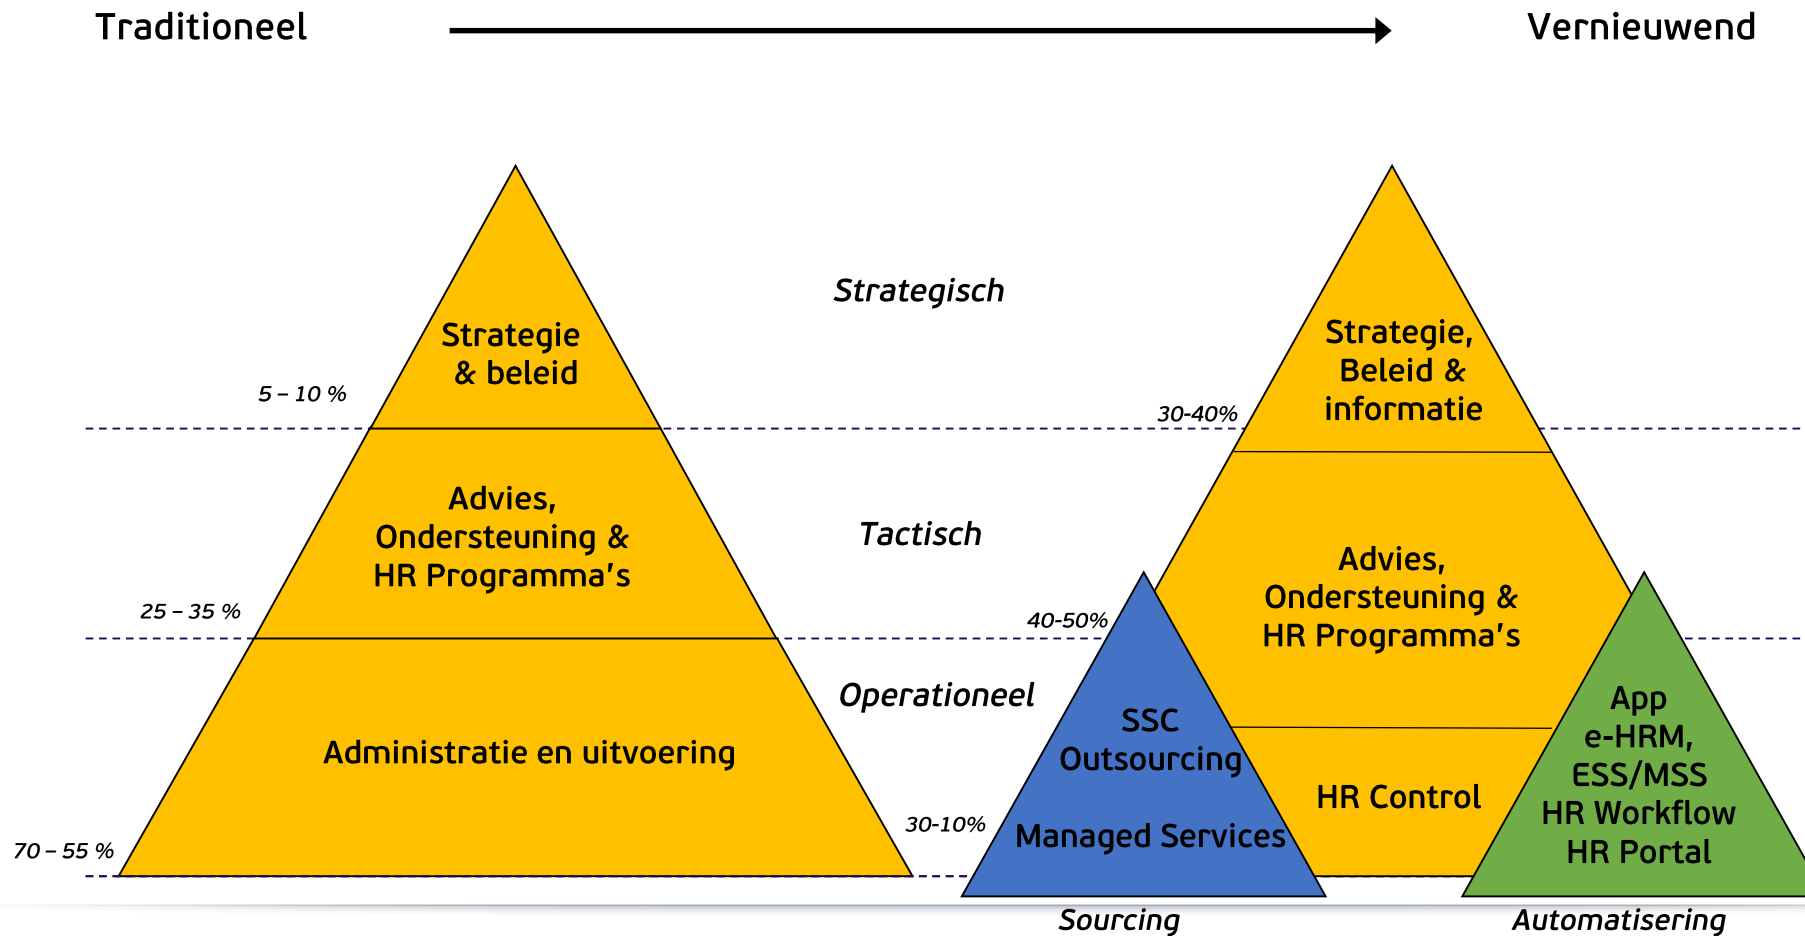 Traditioneel
Vernieuwend
Strategisch
Strategie
& beleid
5 – 10 %
Advies,
Ondersteuning &
HR Programma's
25 – 35 %
Administratie en uitvoering
70 – 55 %
Tactisch
Operationeel
Strategie,
Beleid &
informatie
30-40%
Advies,
Ondersteuning &
HR Programma's
40-50%
HR Control
30-10%
SSC
Outsourcing
Managed Services
Sourcing
App
e-HRM,
ESS/MSS
HR Workflow
HR Portal
Automatisering